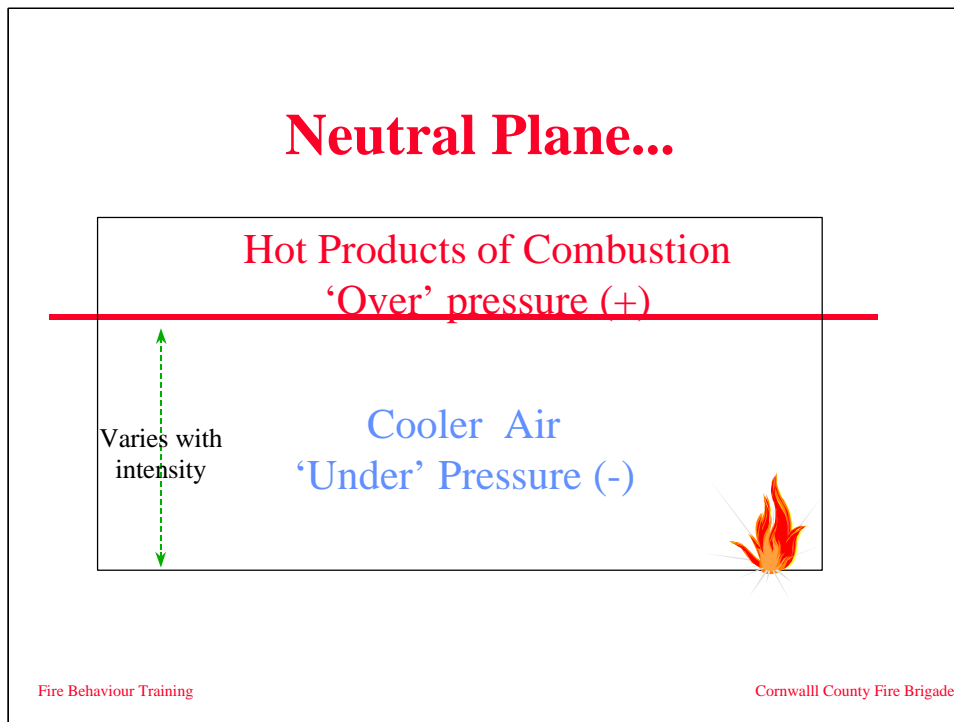 Neutral Plane...
Hot Products of Combustion
‘Over’ pressure (+)
Cooler Air
‘Under’ Pressure (-)
Varies with
intensity
Fire Behaviour Training
Cornwalll County Fire Brigade